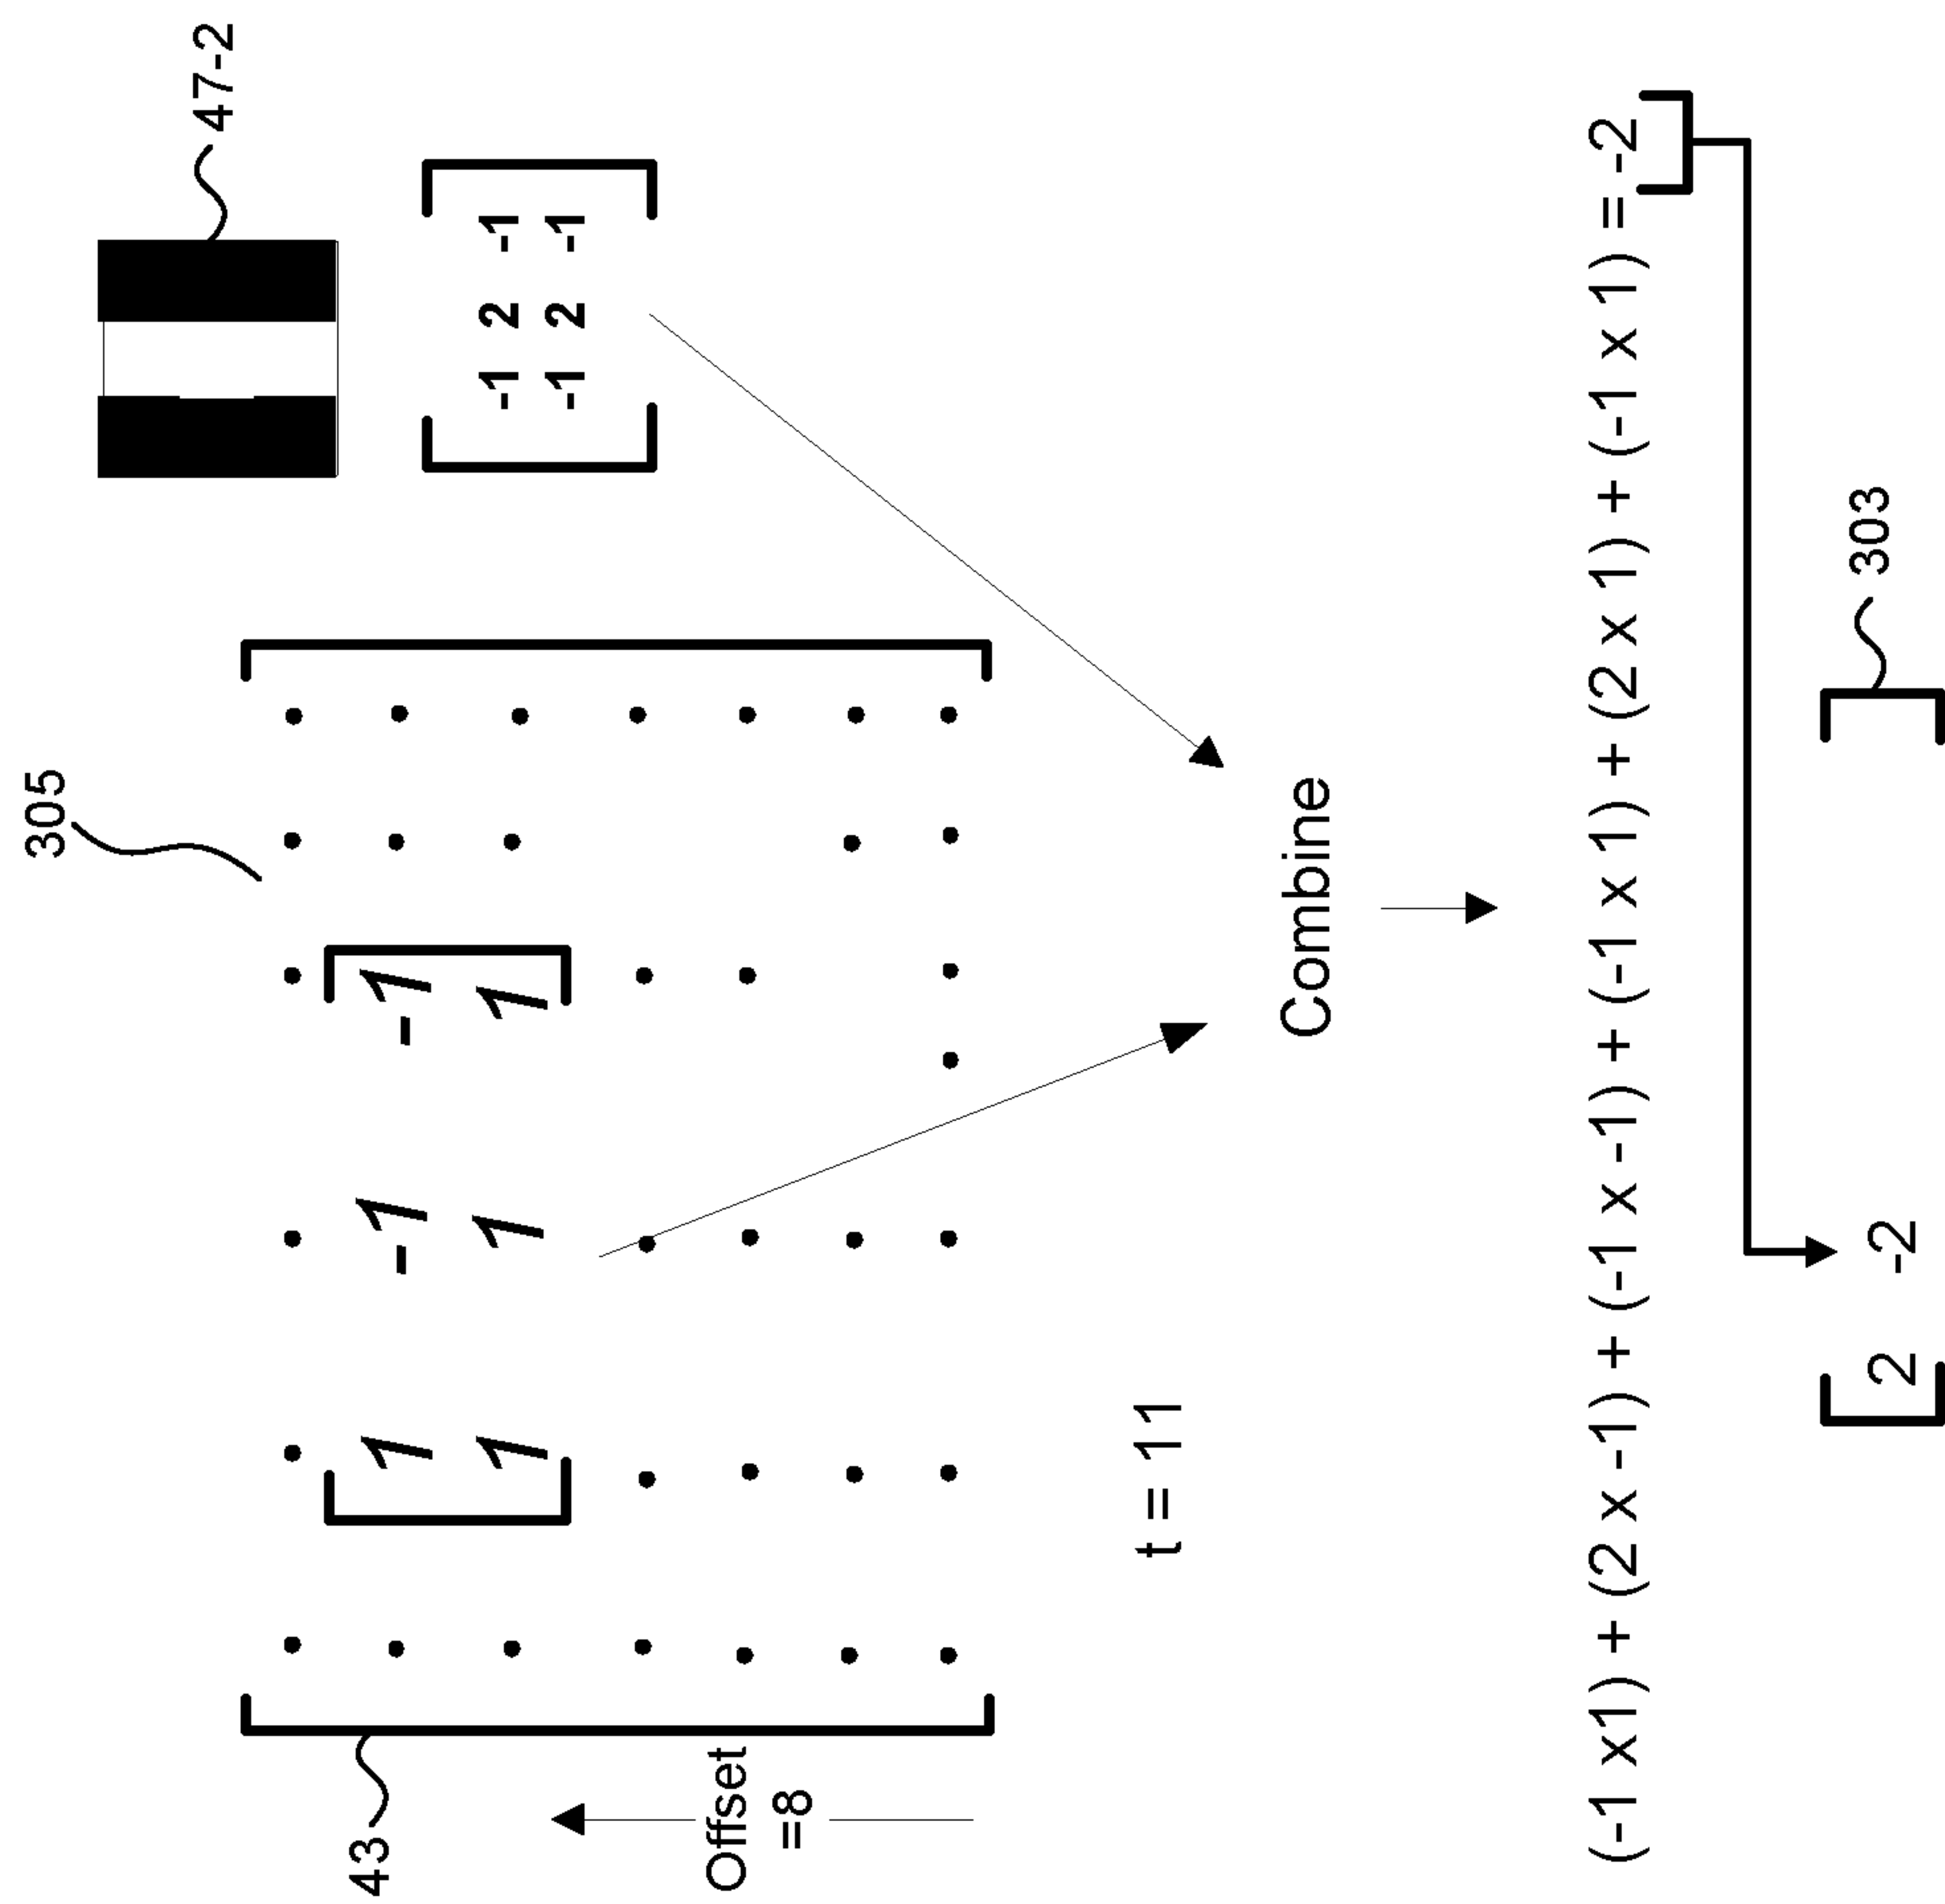 305
47-2
43
1 -1 -1
1 1 1
-1 2 -1
-1 2 -1
Offset
=8
t = 11
Combine
(-1 x1) + (2 x -1) + (-1 x -1) + (-1 x 1) + (2 x 1) + (-1 x 1) = -2
2 -2
303